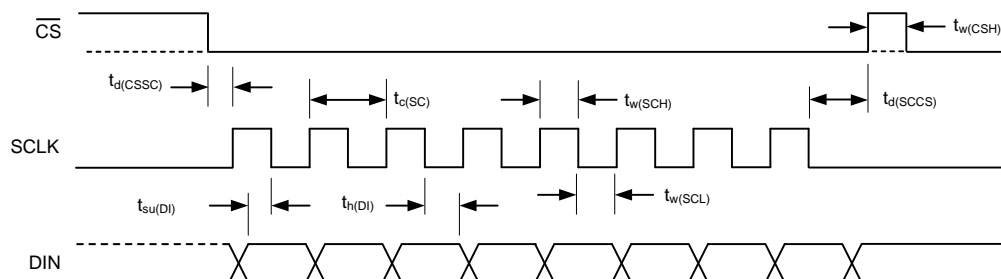 CS
tw(CSH)
td(CSSC)
tc(SC)
tw(SCH)
td(SCCS)
SCLK
tsu(DI)
th(DI)
tw(SCL)
DIN